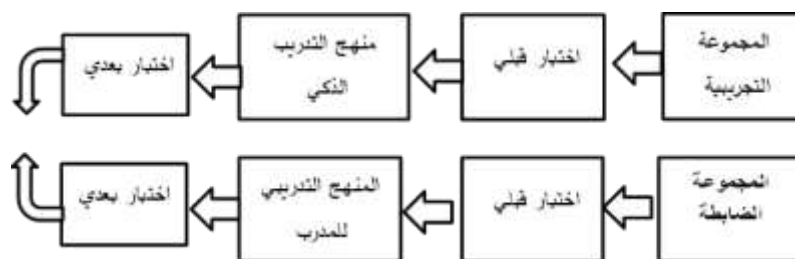 المجموعة
التجريبية
اختبار قبلي
منهج التدريب
الذكي
اختبار بعدي
المجموعة
الضابطة
اختبار قبلي
المنهج التدريبي
للمدرب
اختبار بعدي